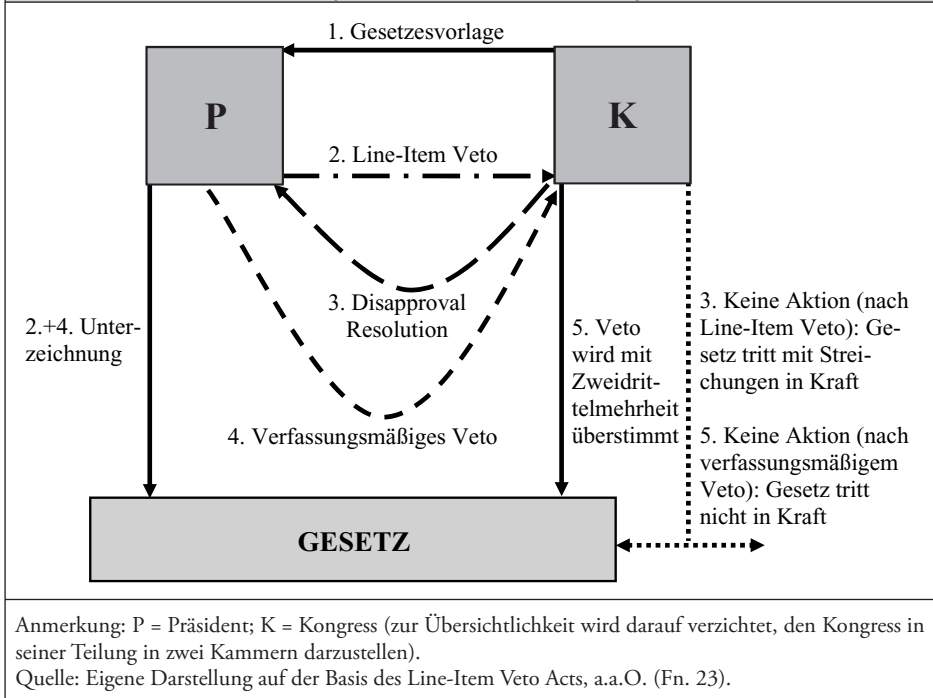 1. Gesetzesvorlage
P
K
2. Line-Item Veto
3. Disapproval
Resolution
2.+4. Unter-
zeichnung
5. Veto
wird mit
Zweidrit-
telmehrheit
überstimmt
3. Keine Aktion (nach
Line-Item Veto): Ge-
setz tritt mit Strei-
chungen in Kraft
4. Verfassungsmäßiges Veto
5. Keine Aktion (nach
verfassungsmäßigem
Veto): Gesetz tritt
nicht in Kraft
GESETZ
Anmerkung: P = Präsident; K = Kongress (zur Übersichtlichkeit wird darauf verzichtet, den Kongress in
seiner Teilung in zwei Kammern darzustellen).
Quelle: Eigene Darstellung auf der Basis des Line-Item Veto Acts, a.a.O. (Fn. 23).